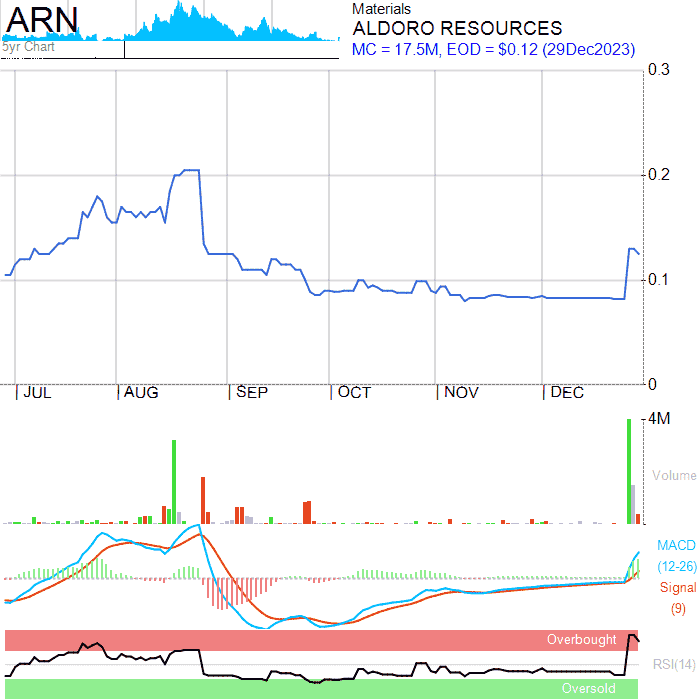 ARN
5yr Chart
Materials
ALDORO RESOURCES
MC = 17.5M, EOD = $0.12 (29Dec2023)
0.3
0.2
0.1
0
JUL
AUG
SEP
OCT
NOV
DEC
4M
Volume
MACD
(12-26)
Signal
(9)
Overbought
RSI(14)
Oversold